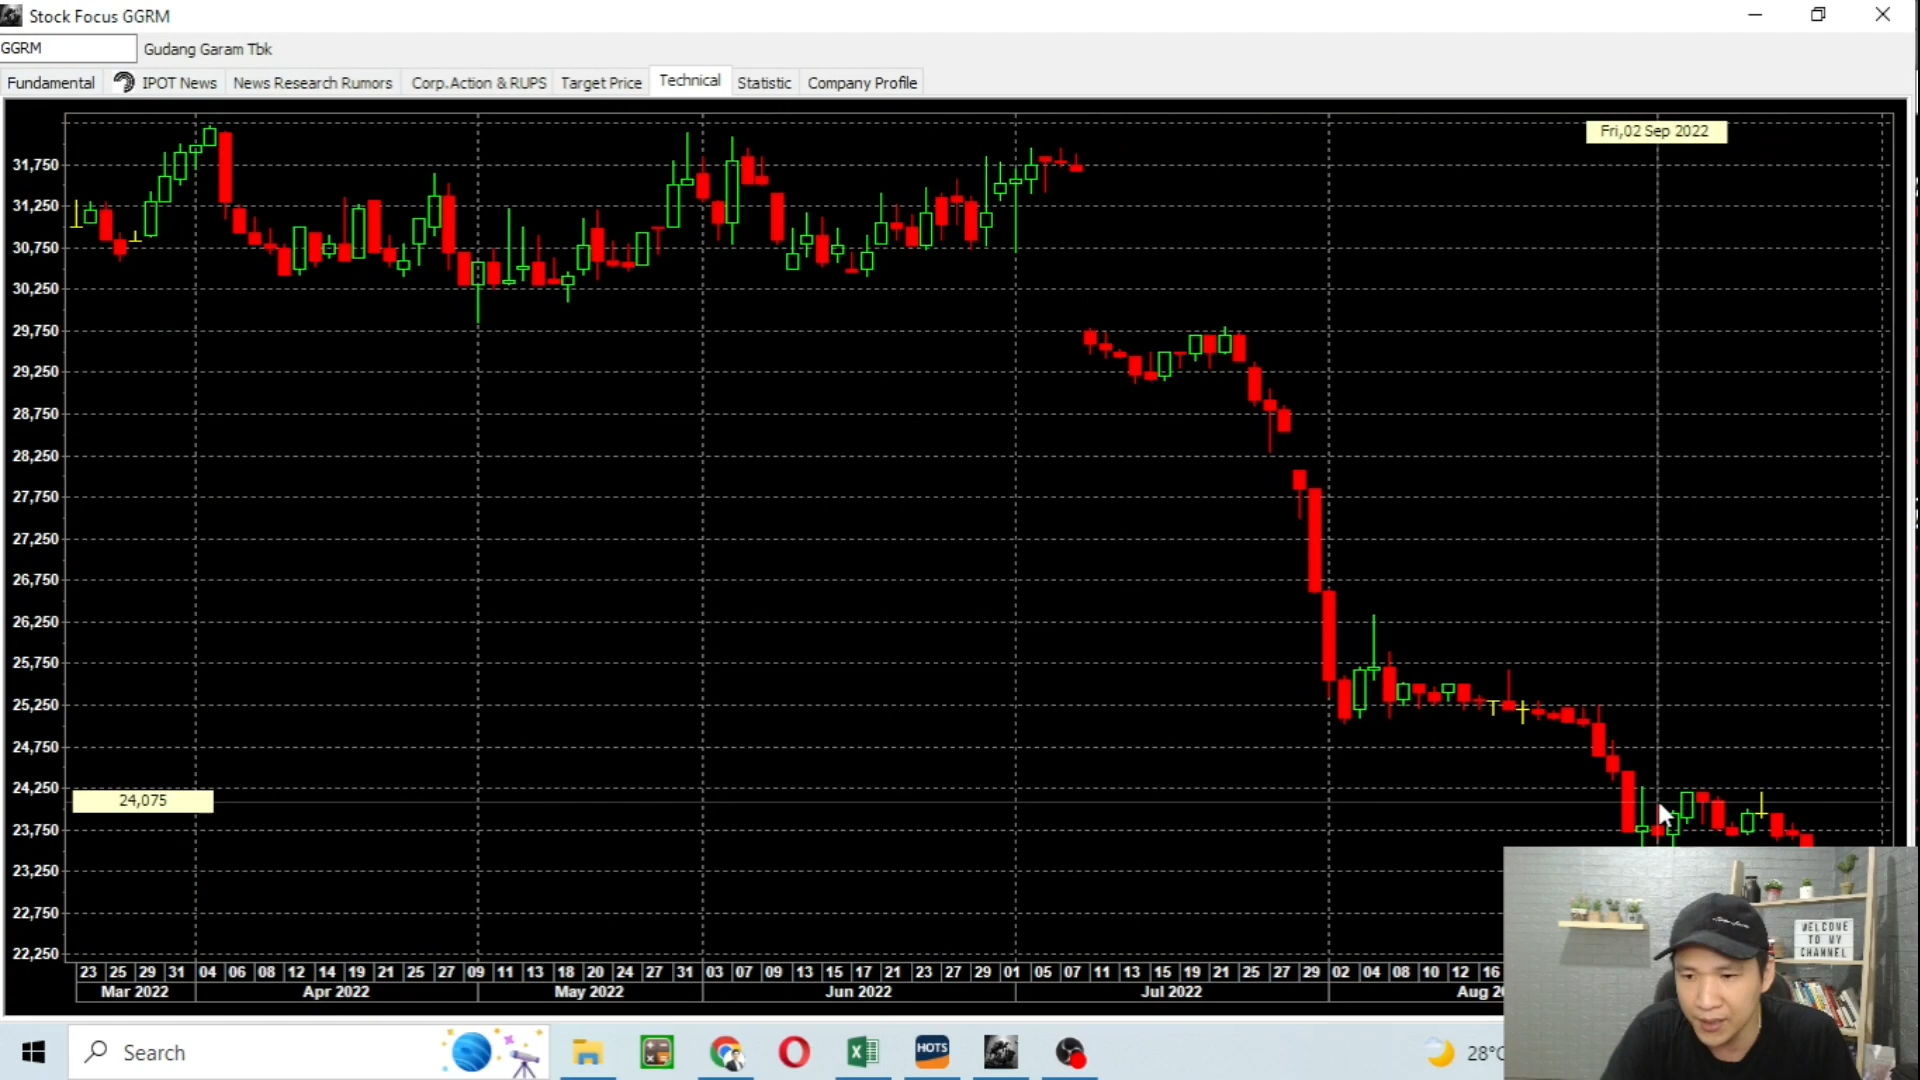 Stock Focus GGRM
GGRM
Gudang Garam Tbk
Fundamental IPOT News News Research Rumors Corp.Action & RUPS Target Price Technical Statistic Company Profile
Fri,02 Sep 2022
31,750
31,250
30,750
30,250
29,750
29,250
28,750
28,250
27,750
27,250
26,750
26,250
25,750
25,250
24,750
24,250
24,075
23,750
23,250
22,750
22,250
23 25 29 31 04 06 08 12 14 19 21 25 27 09 11 13 18 20 24 27 31 03 07 09 13 15 17 21 23 27 29 01 05 07 11 13 15 19 21 25 27 29 02 04 08 10 12 16
Mar 2022 Apr 2022 May 2022 Jun 2022 Jul 2022 Aug 20
WELCOME
TO MY
CHANNEL
Search
HOTS
28°C